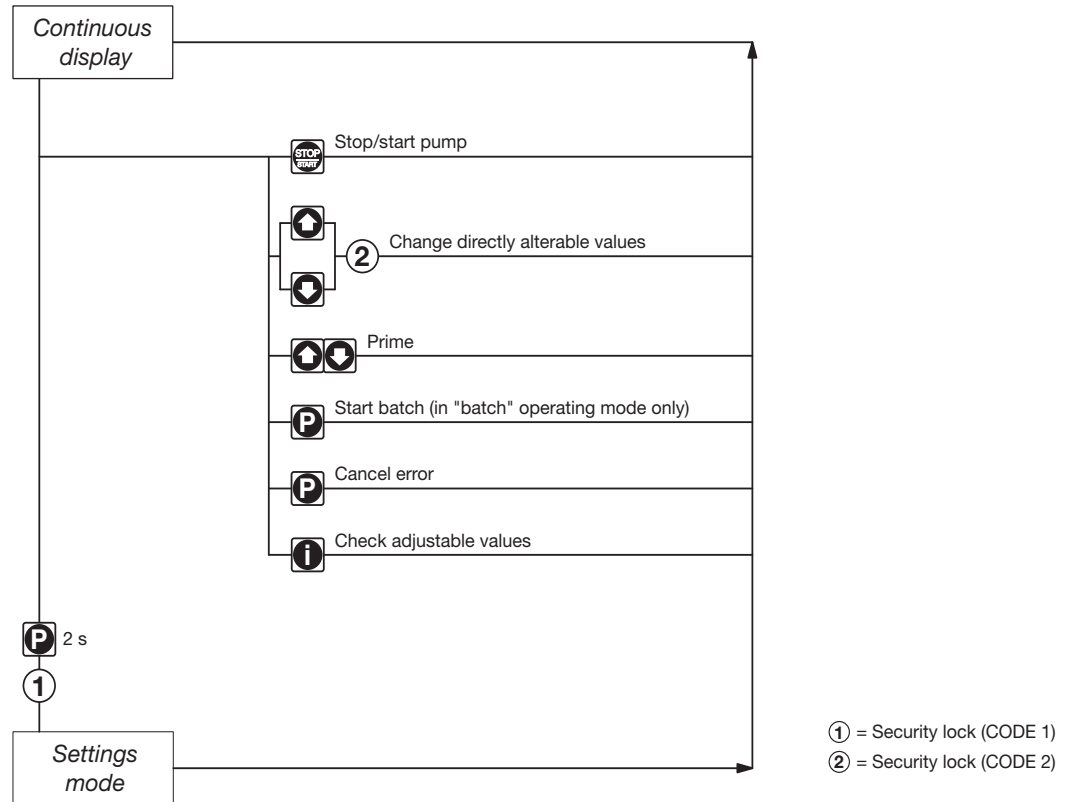 Continuous
display
STOP
START
Stop/start pump
2
Change directly alterable values
Prime
P
Start batch (in "batch" operating mode only)
P
Cancel error
i
Check adjustable values
P
2 s
1
Settings
mode
1 = Security lock (CODE 1)
2 = Security lock (CODE 2)